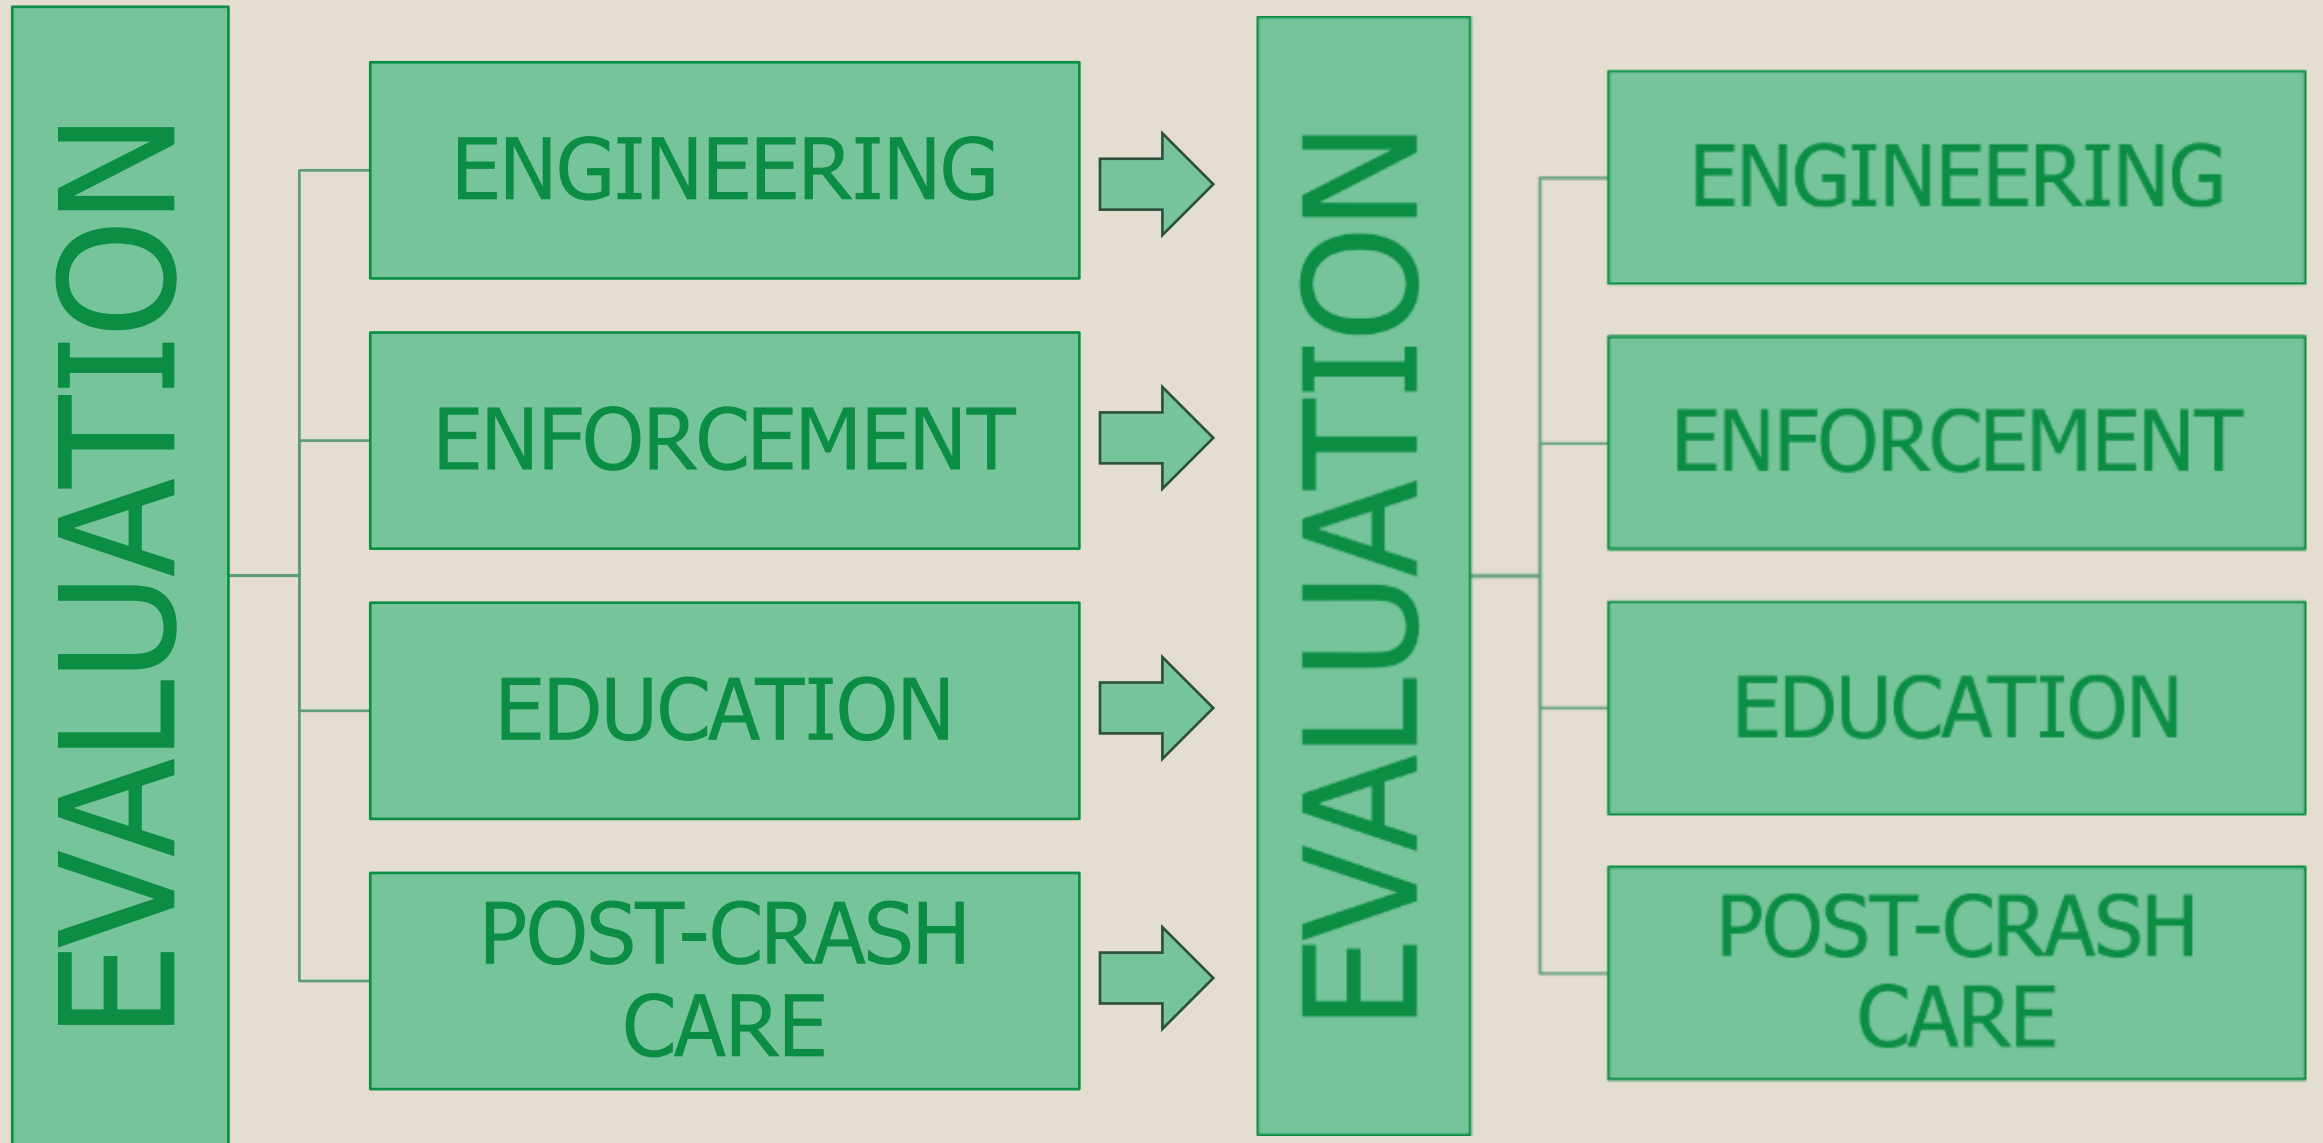 EVALUATION
ENGINEERING
ENFORCEMENT
EDUCATION
POST-CRASH
CARE
EVALUATION
ENGINEERING
ENFORCEMENT
EDUCATION
POST-CRASH
CARE